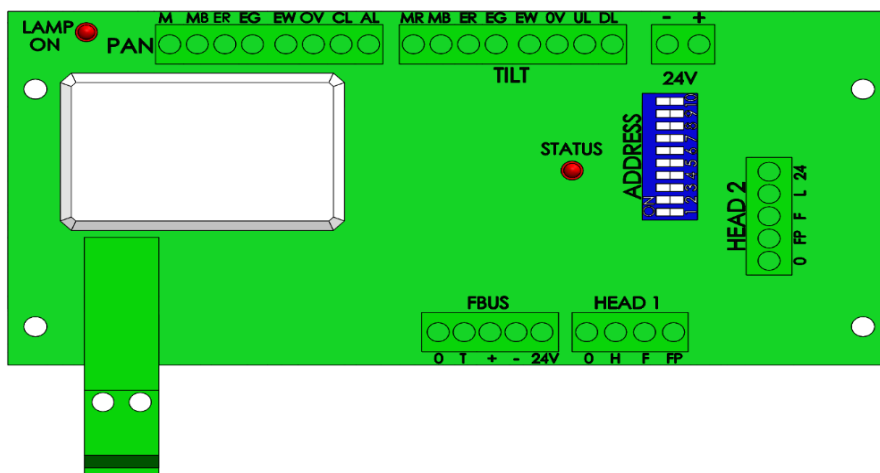 M MB ER EG EW OV CL AL
MR MB ER EG EW 0V UL DL
- +
LAMP
ON
PAN
TILT
24V
STATUS
ADDRESS
ON
1 2 3 4 5 6 7 8 9 10
HEAD 2
0 FP F L 24
FBUS
HEAD 1
0 T + - 24V
0 H F FP